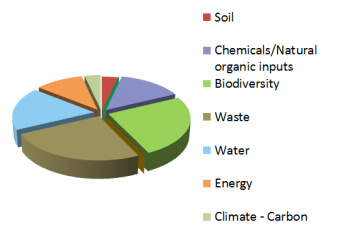 Soil
Chemicals/Natural
organic inputs
Biodiversity
Waste
Water
Energy
Climate - Carbon